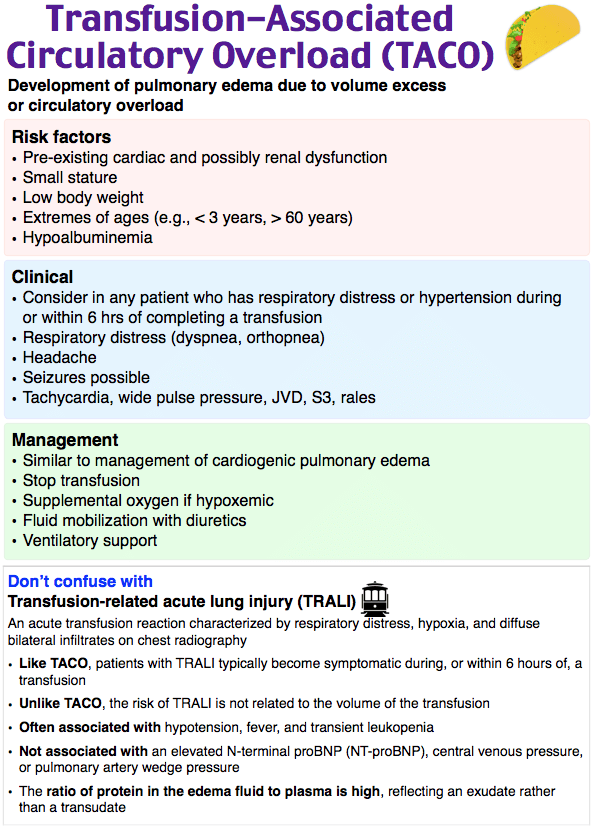 Transfusion–Associated
Circulatory Overload (TACO)
Development of pulmonary edema due to volume excess
or circulatory overload
Risk factors
• Pre-existing cardiac and possibly renal dysfunction
• Small stature
• Low body weight
• Extremes of ages (e.g., < 3 years, > 60 years)
• Hypoalbuminemia
Clinical
• Consider in any patient who has respiratory distress or hypertension during
or within 6 hrs of completing a transfusion
• Respiratory distress (dyspnea, orthopnea)
• Headache
• Seizures possible
• Tachycardia, wide pulse pressure, JVD, S3, rales
Management
• Similar to management of cardiogenic pulmonary edema
• Stop transfusion
• Supplemental oxygen if hypoxemic
• Fluid mobilization with diuretics
• Ventilatory support
Don't confuse with
Transfusion-related acute lung injury (TRALI)
An acute transfusion reaction characterized by respiratory distress, hypoxia, and diffuse
bilateral infiltrates on chest radiography
• Like TACO, patients with TRALI typically become symptomatic during, or within 6 hours of, a
transfusion
• Unlike TACO, the risk of TRALI is not related to the volume of the transfusion
• Often associated with hypotension, fever, and transient leukopenia
• Not associated with an elevated N-terminal proBNP (NT-proBNP), central venous pressure,
or pulmonary artery wedge pressure
• The ratio of protein in the edema fluid to plasma is high, reflecting an exudate rather
than a transudate